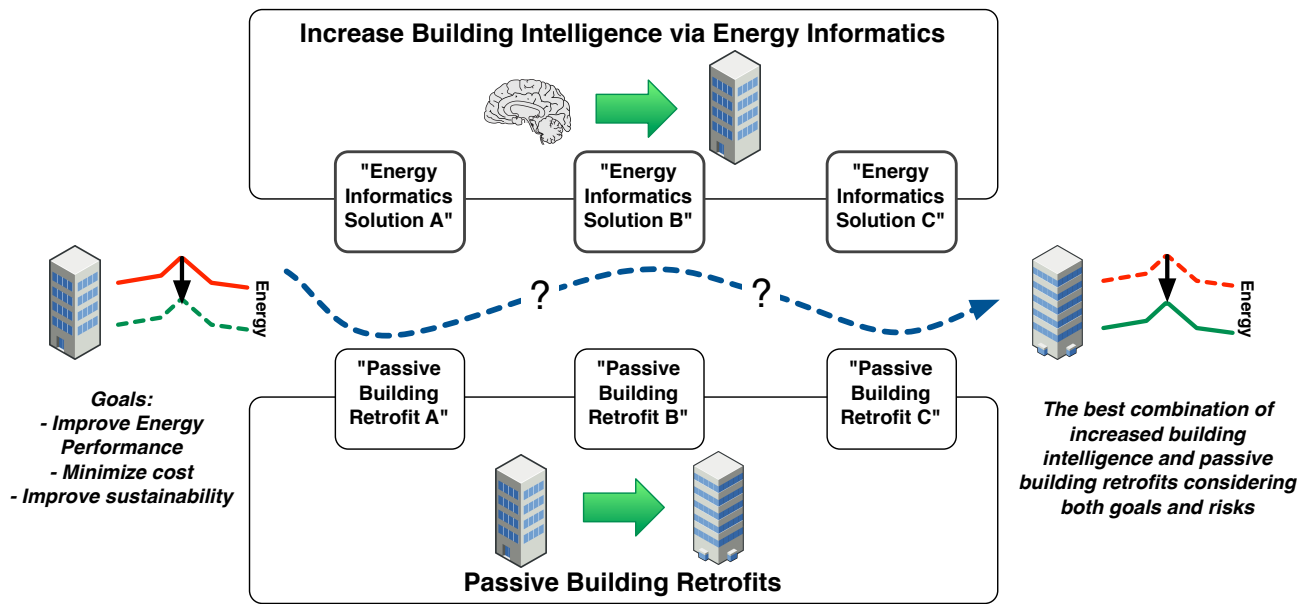 Increase Building Intelligence via Energy Informatics
"Energy
Informatics
Solution A"
"Energy
Informatics
Solution B"
"Energy
Informatics
Solution C"
Energy
?
?
Energy
"Passive
Building
Retrofit A"
"Passive
Building
Retrofit B"
"Passive
Building
Retrofit C"
Goals:
- Improve Energy
Performance
- Minimize cost
- Improve sustainability
The best combination of
increased building
intelligence and passive
building retrofits considering
both goals and risks
Passive Building Retrofits